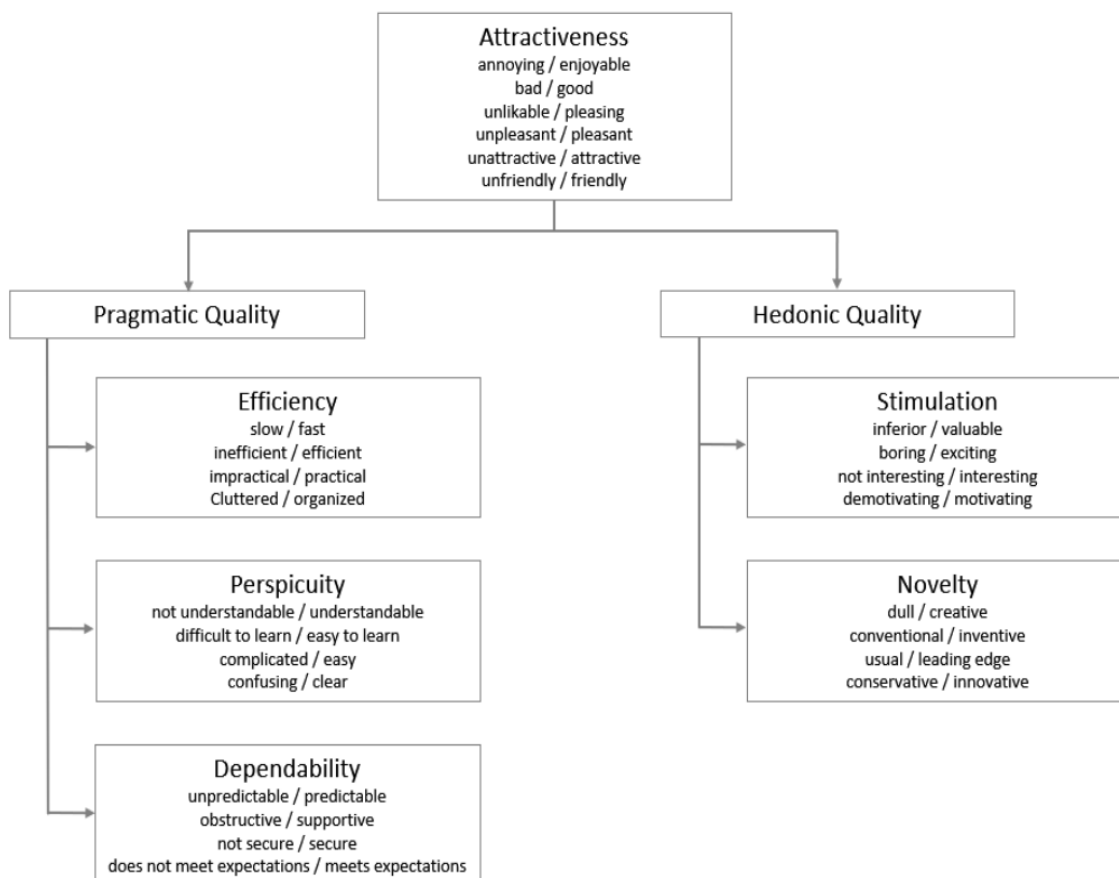 Attractiveness
annoying / enjoyable
bad / good
unlikable / pleasing
unpleasant / pleasant
unattractive / attractive
unfriendly / friendly
Pragmatic Quality
Hedonic Quality
Efficiency
slow / fast
inefficient / efficient
impractical / practical
Cluttered / organized
Stimulation
inferior / valuable
boring / exciting
not interesting / interesting
demotivating / motivating
Perspicuity
not understandable / understandable
difficult to learn / easy to learn
complicated / easy
confusing / clear
Novelty
dull / creative
conventional / inventive
usual / leading edge
conservative / innovative
Dependability
unpredictable / predictable
obstructive / supportive
not secure / secure
does not meet expectations / meets expectations